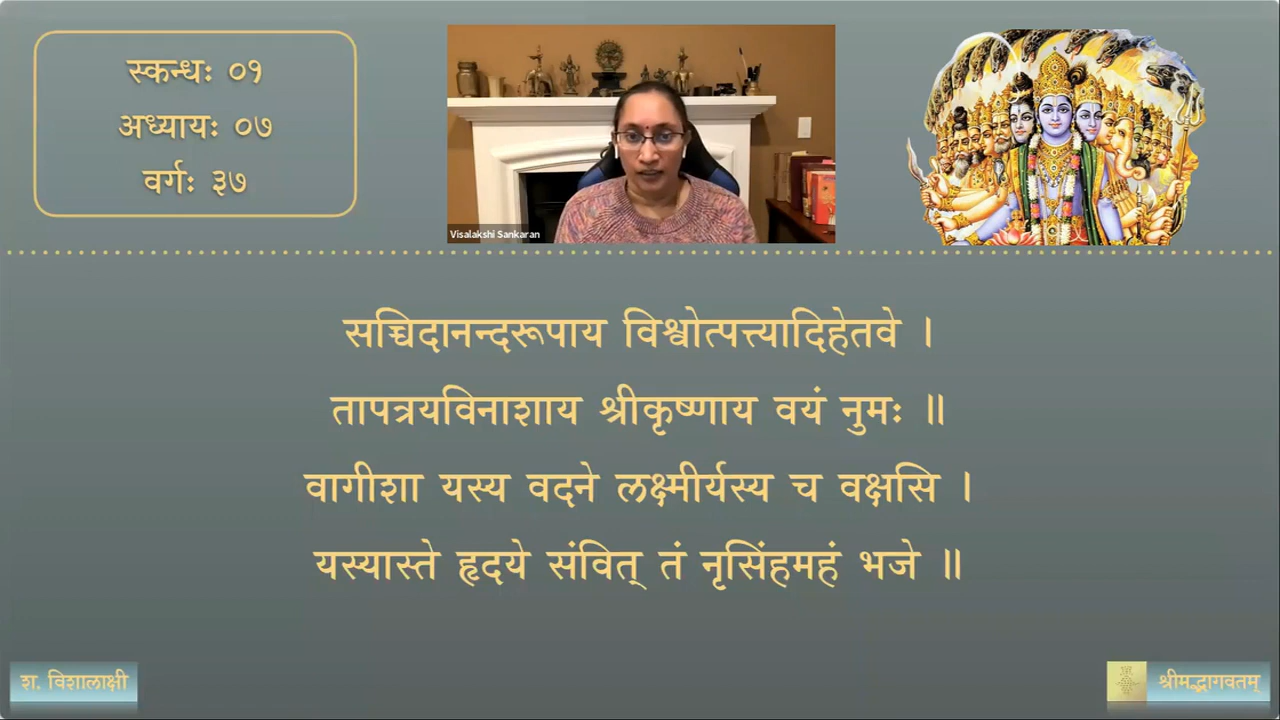 स्कन्धः ०१
अध्यायः ०७
वर्गः ३७
Visalakshi Sankaran
सच्चिदानन्दरूपाय विश्वोत्पत्त्यादिहेतवे ।
तापत्रयविनाशाय श्रीकृष्णाय वयं नुमः ॥
वागीशा यस्य वदने लक्ष्मीर्यस्य च वक्षसि ।
यस्यास्ते हृदये संवित् तं नृसिंहमहं भजे ॥
श. विशालाक्षी
श्रीमद्भागवतम्